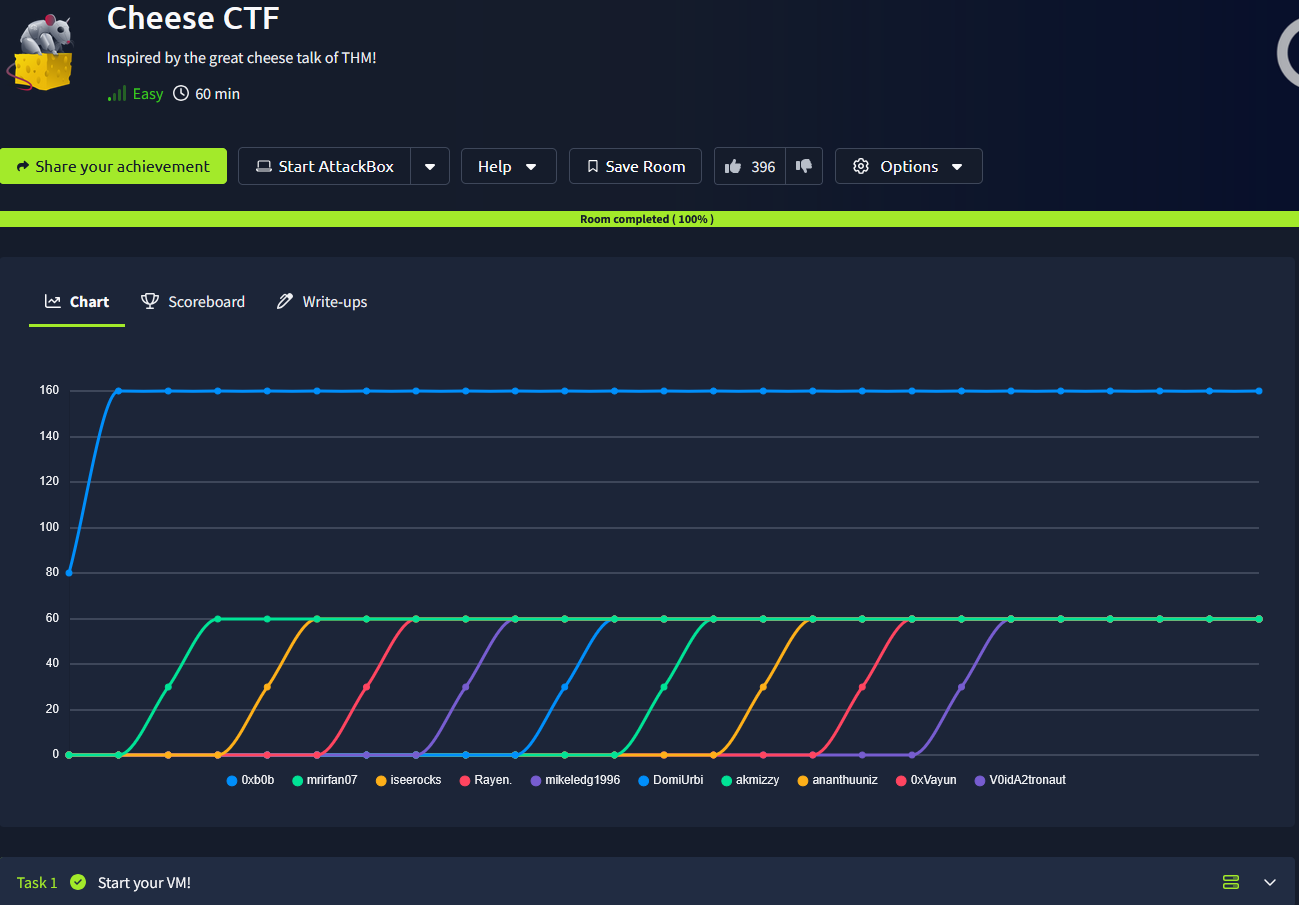 Cheese CTF
Inspired by the great cheese talk of THM!
Easy 60 min
Share your achievement Start AttackBox Help Save Room 396 Options
Room completed ( 100% )
Chart Scoreboard Write-ups
160
140
120
100
80
60
40
20
0
0xb0b mrirfan07 iseerocks Rayen. mikeledg1996 DomiUrbi akmizzy ananthuuniz 0xVayun V0idA2tronaut
Task 1 Start your VM!